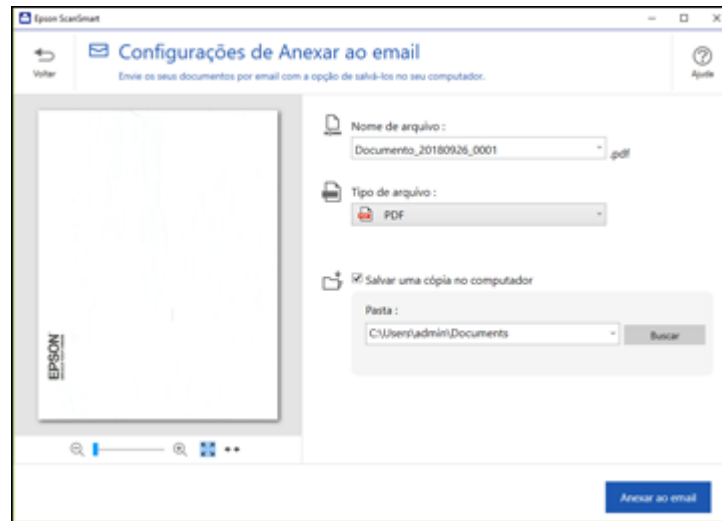 Epson ScanSmart
Voltar
Configurações de Anexar ao email
Envie os seus documentos por email com a opção de salvá-los no seu computador.
Ajuda
Nome de arquivo :
Documento_20180926_0001
.pdf
Tipo de arquivo :
PDF
Salvar uma cópia no computador
Pasta :
C:\Users\admin\Documents
Buscar
EPSON
Anexar ao email